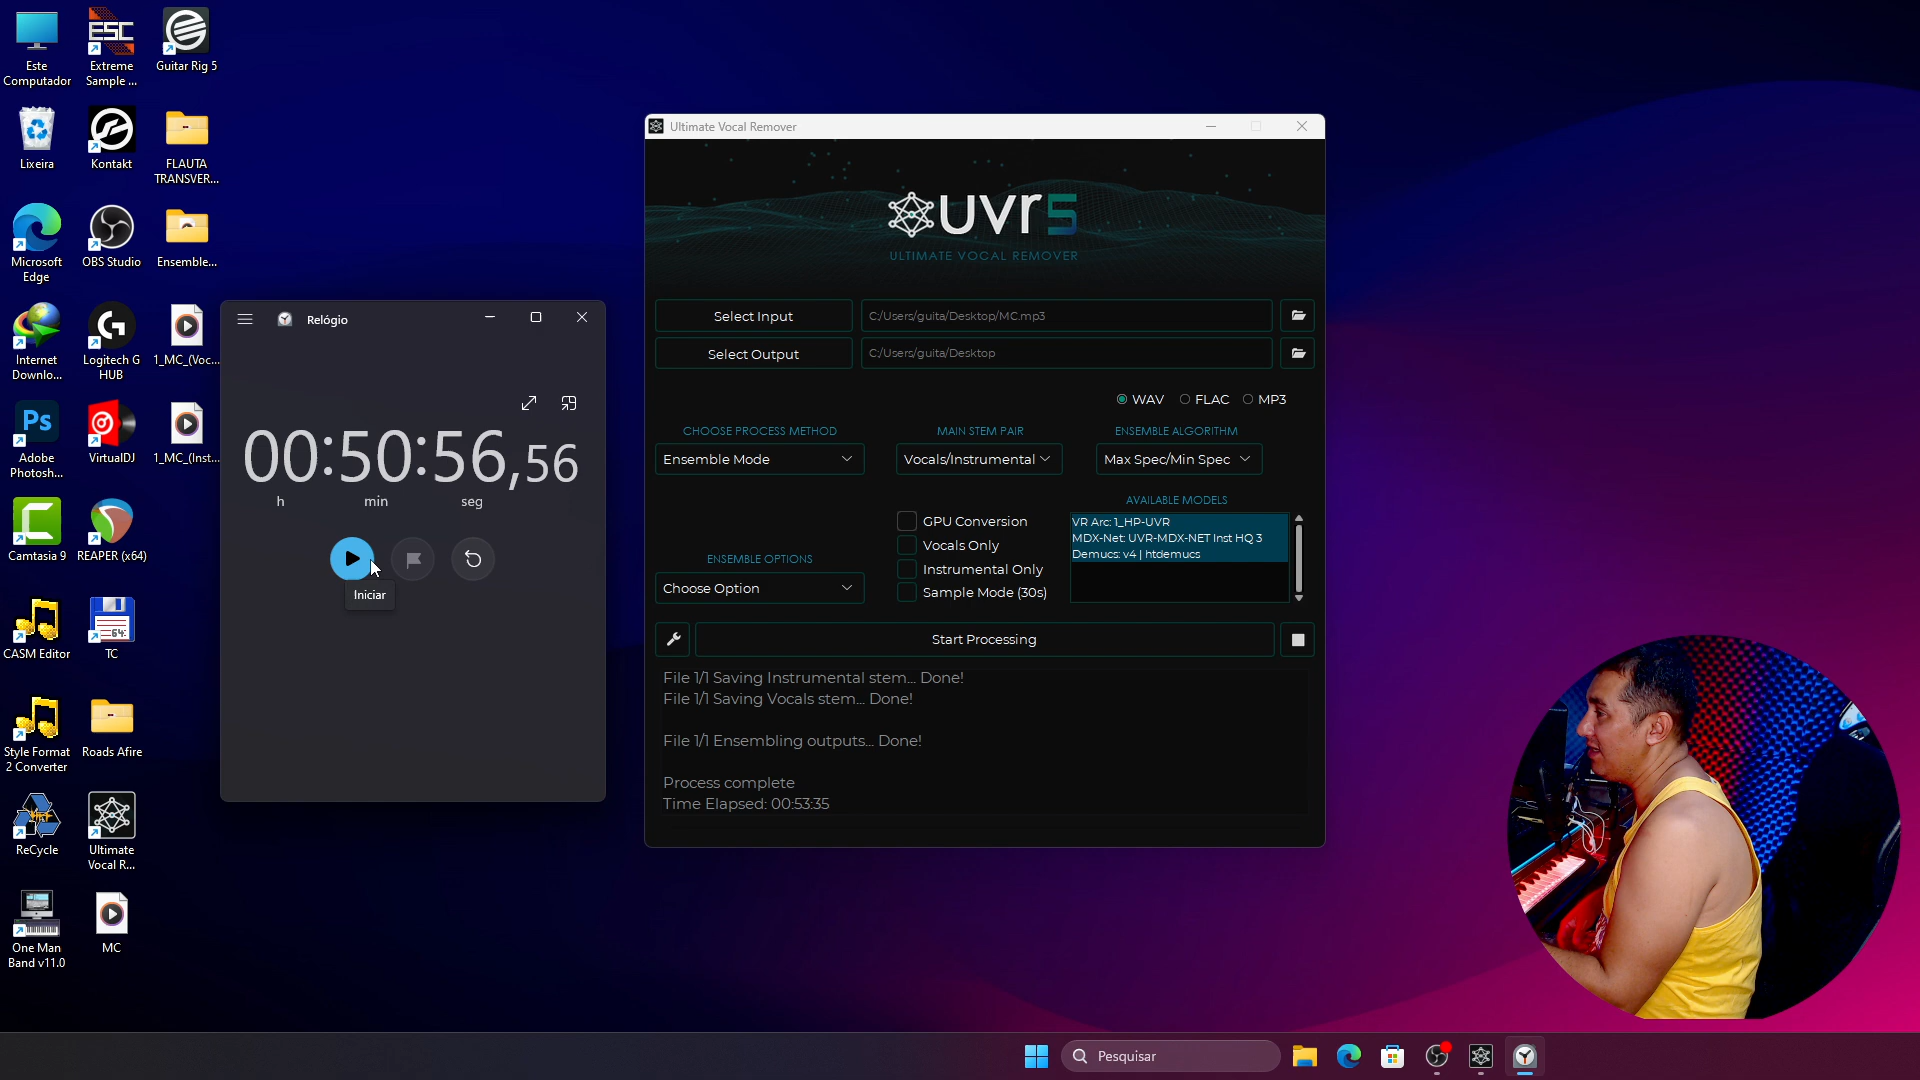 Este
Computador
Extreme
Sample ...
Guitar Rig 5
Lixeira
Kontakt
FLAUTA
TRANSVER...
Microsoft
Edge
OBS Studio
Ensemble...
Internet
Downlo...
Logitech G
HUB
1_MC_(Voc...
Adobe
Photosh...
VirtualDJ
1_MC_(Inst...
Camtasia 9
REAPER (x64)
CASM Editor
TC
Style Format
2 Converter
Roads Afire
ReCycle
Ultimate
Vocal R...
One Man
Band v11.0
MC
ESC
Ps
64:
Relógio
00:50:56,56
h min seg
Iniciar
Ultimate Vocal Remover
uvr5
ULTIMATE VOCAL REMOVER
Select Input C:/Users/guita/Desktop/MC.mp3
Select Output C:/Users/guita/Desktop
WAV FLAC MP3
CHOOSE PROCESS METHOD MAIN STEM PAIR ENSEMBLE ALGORITHM
Ensemble Mode Vocals/Instrumental Max Spec/Min Spec
AVAILABLE MODELS
GPU Conversion
Vocals Only
Instrumental Only
Sample Mode (30s)
VR Arc: 1_HP-UVR
MDX-Net: UVR-MDX-NET Inst HQ 3
Demucs: v4 | htdemucs
ENSEMBLE OPTIONS
Choose Option
Start Processing
File 1/1 Saving Instrumental stem... Done!
File 1/1 Saving Vocals stem... Done!
File 1/1 Ensembling outputs... Done!
Process complete
Time Elapsed: 00:53:35
Pesquisar